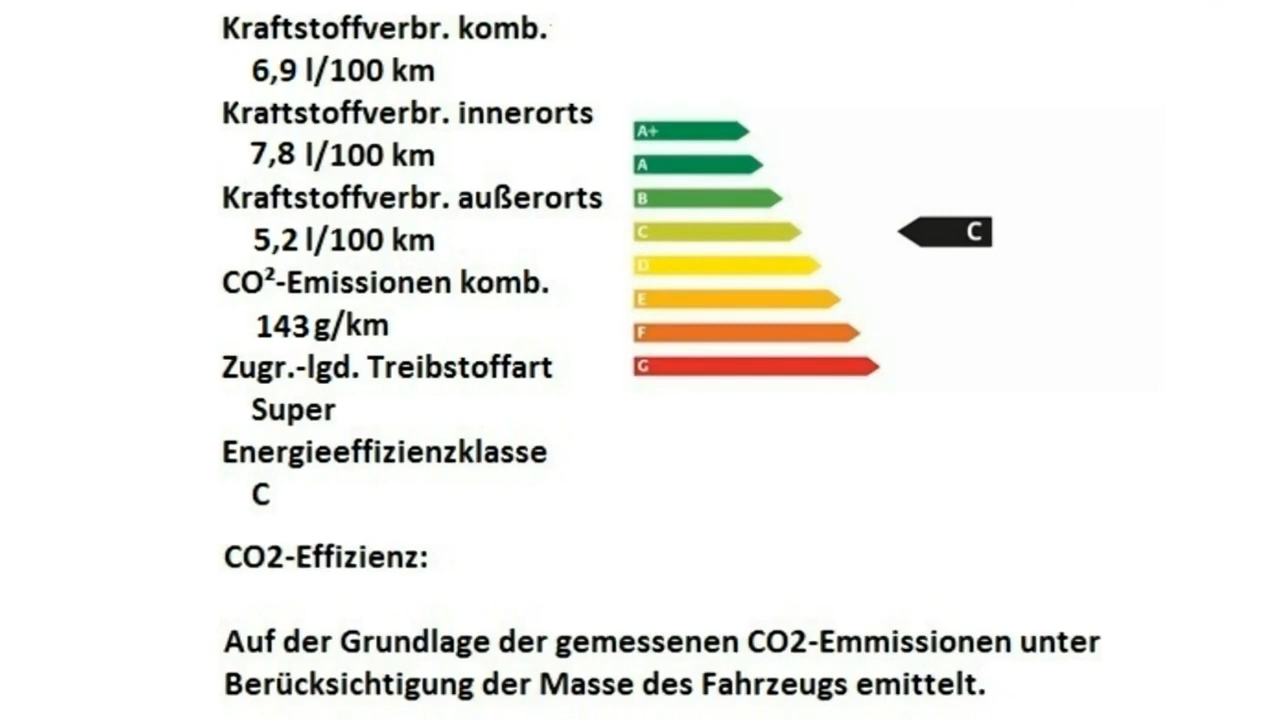 Kraftstoffverbr. komb.
6,9 l/100 km
Kraftstoffverbr. innerorts
7,8 l/100 km
Kraftstoffverbr. außerorts
5,2 l/100 km
CO²-Emissionen komb.
143 g/km
Zugr.-lgd. Treibstoffart
Super
Energieeffizienzklasse
C
A+
A
B
C
D
E
F
G
C
CO2-Effizienz:
Auf der Grundlage der gemessenen CO2-Emmissionen unter
Berücksichtigung der Masse des Fahrzeugs emittelt.